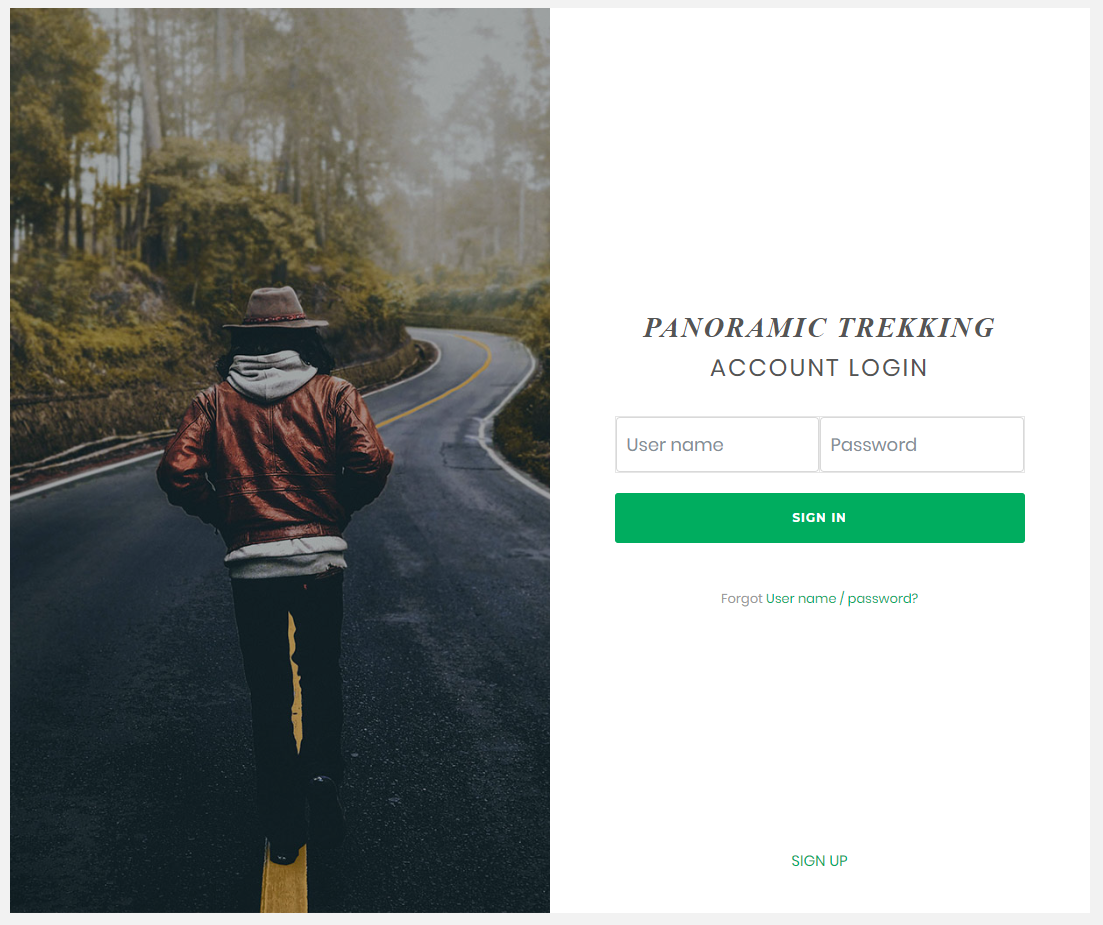 PANORAMIC TREKKING
ACCOUNT LOGIN
User name Password
SIGN IN
Forgot User name / password?
SIGN UP